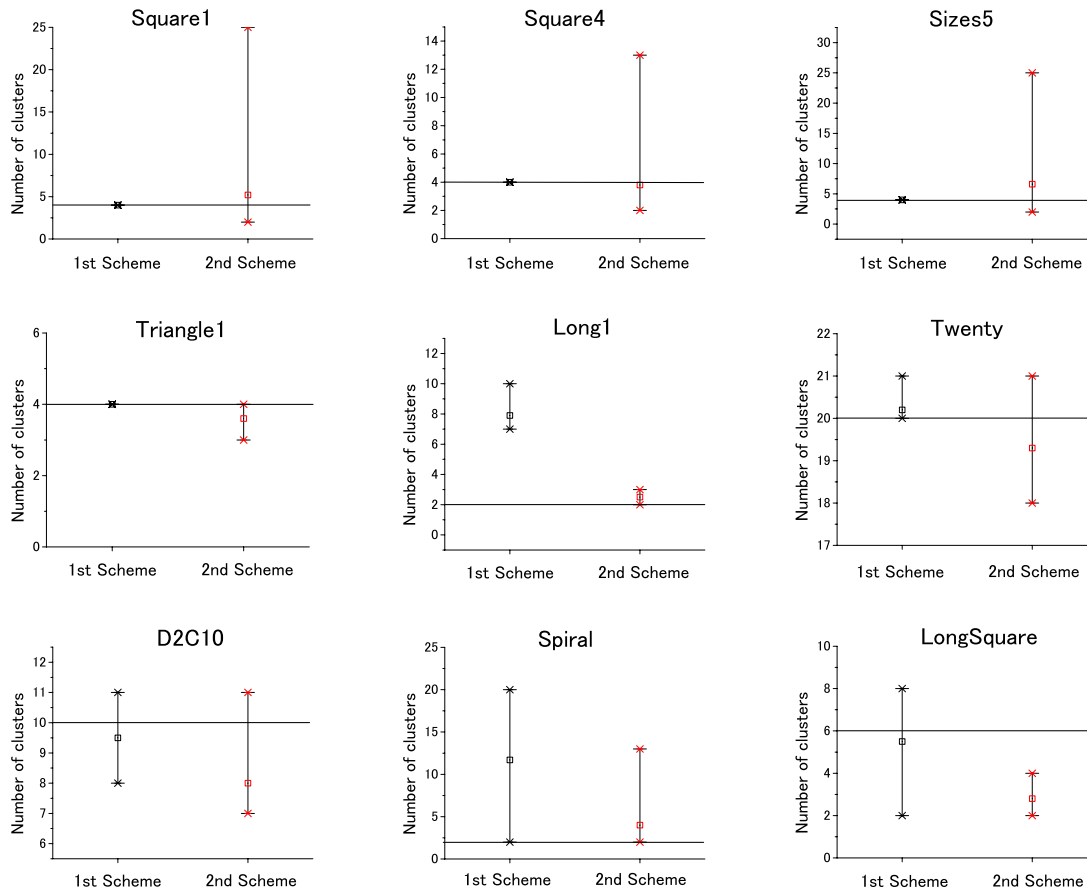 Square1
Number of clusters
25
20
15
10
5
0
1st Scheme
2nd Scheme
Square4
Number of clusters
14
12
10
8
6
4
2
0
1st Scheme
2nd Scheme
Sizes5
Number of clusters
30
25
20
15
10
5
0
1st Scheme
2nd Scheme
Triangle1
Number of clusters
6
4
2
0
1st Scheme
2nd Scheme
Long1
Number of clusters
12
10
8
6
4
2
0
1st Scheme
2nd Scheme
Twenty
Number of clusters
22
21
20
19
18
17
1st Scheme
2nd Scheme
D2C10
Number of clusters
12
11
10
9
8
7
6
1st Scheme
2nd Scheme
Spiral
Number of clusters
25
20
15
10
5
0
1st Scheme
2nd Scheme
LongSquare
Number of clusters
10
8
6
4
2
0
1st Scheme
2nd Scheme